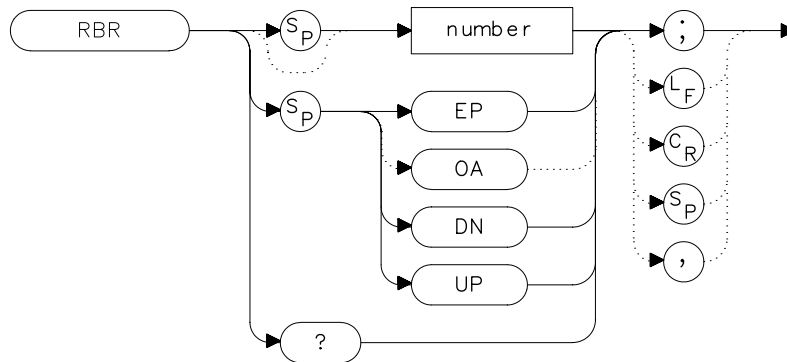 RBR
SP
number
;
LF
SP
EP
CR
OA
SP
DN
,
UP
?